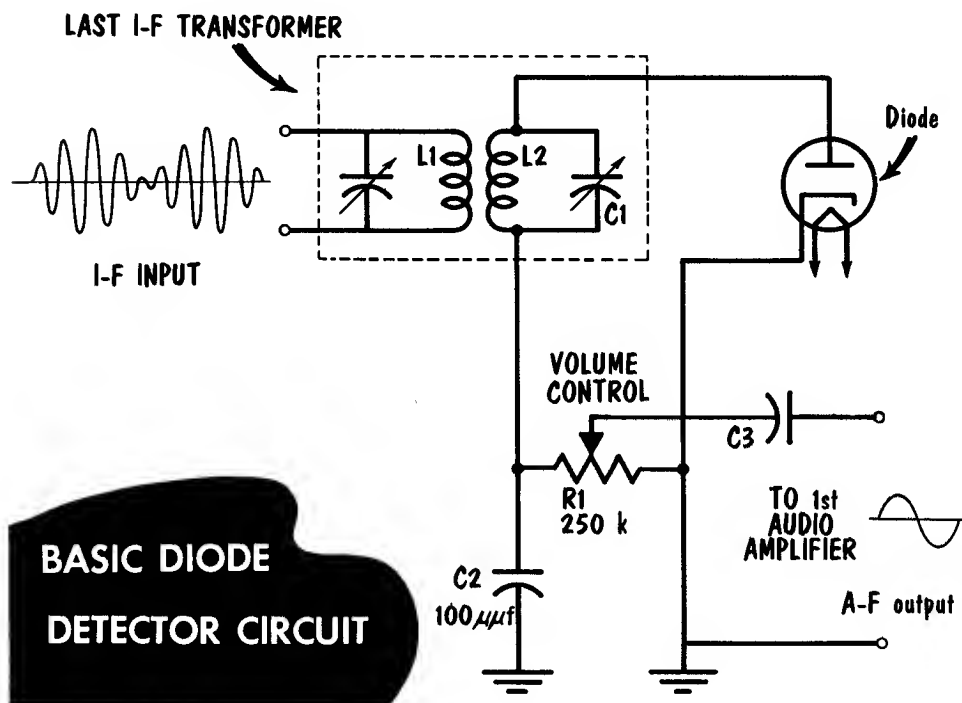 LAST I-F TRANSFORMER
L1
L2
C1
Diode
I-F INPUT
VOLUME
CONTROL
C3
R1
250 k
TO 1st
AUDIO
AMPLIFIER
C2
100μμf
A-F output
BASIC DIODE
DETECTOR CIRCUIT